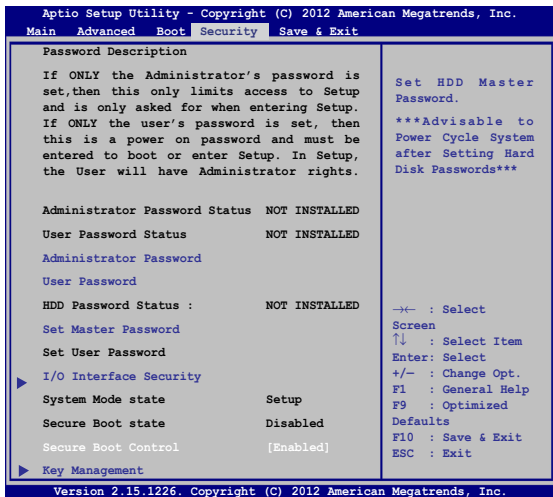 Aptio Setup Utility - Copyright (C) 2012 American Megatrends, Inc.
Main Advanced Boot Security Save & Exit
Password Description
If ONLY the Administrator's password is
set,then this only limits access to Setup
and is only asked for when entering Setup.
If ONLY the user's password is set, then
this is a power on password and must be
entered to boot or enter Setup. In Setup,
the User will have Administrator rights.
Administrator Password Status NOT INSTALLED
User Password Status NOT INSTALLED
Administrator Password
User Password
HDD Password Status : NOT INSTALLED
Set Master Password
Set User Password
I/O Interface Security
System Mode state Setup
Secure Boot state Disabled
Secure Boot Control [Enabled]
Key Management
Set HDD Master
Password.
***Advisable to
Power Cycle System
after Setting Hard
Disk Passwords***
→← : Select
Screen
↑↓ : Select Item
Enter: Select
+/— : Change Opt.
F1 : General Help
F9 : Optimized
Defaults
F10 : Save & Exit
ESC : Exit
Version 2.15.1226. Copyright (C) 2012 American Megatrends, Inc.